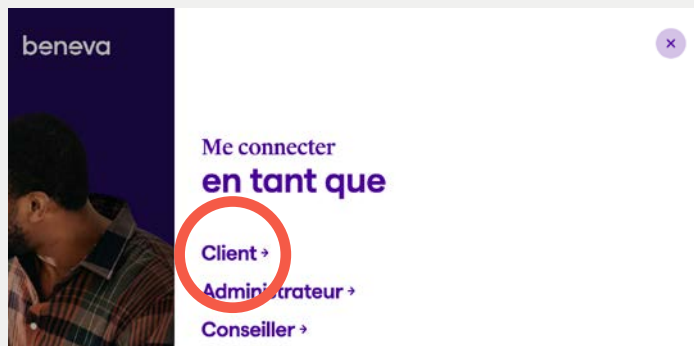 beneva
×
Me connecter
en tant que
Client →
Administrateur →
Conseiller →